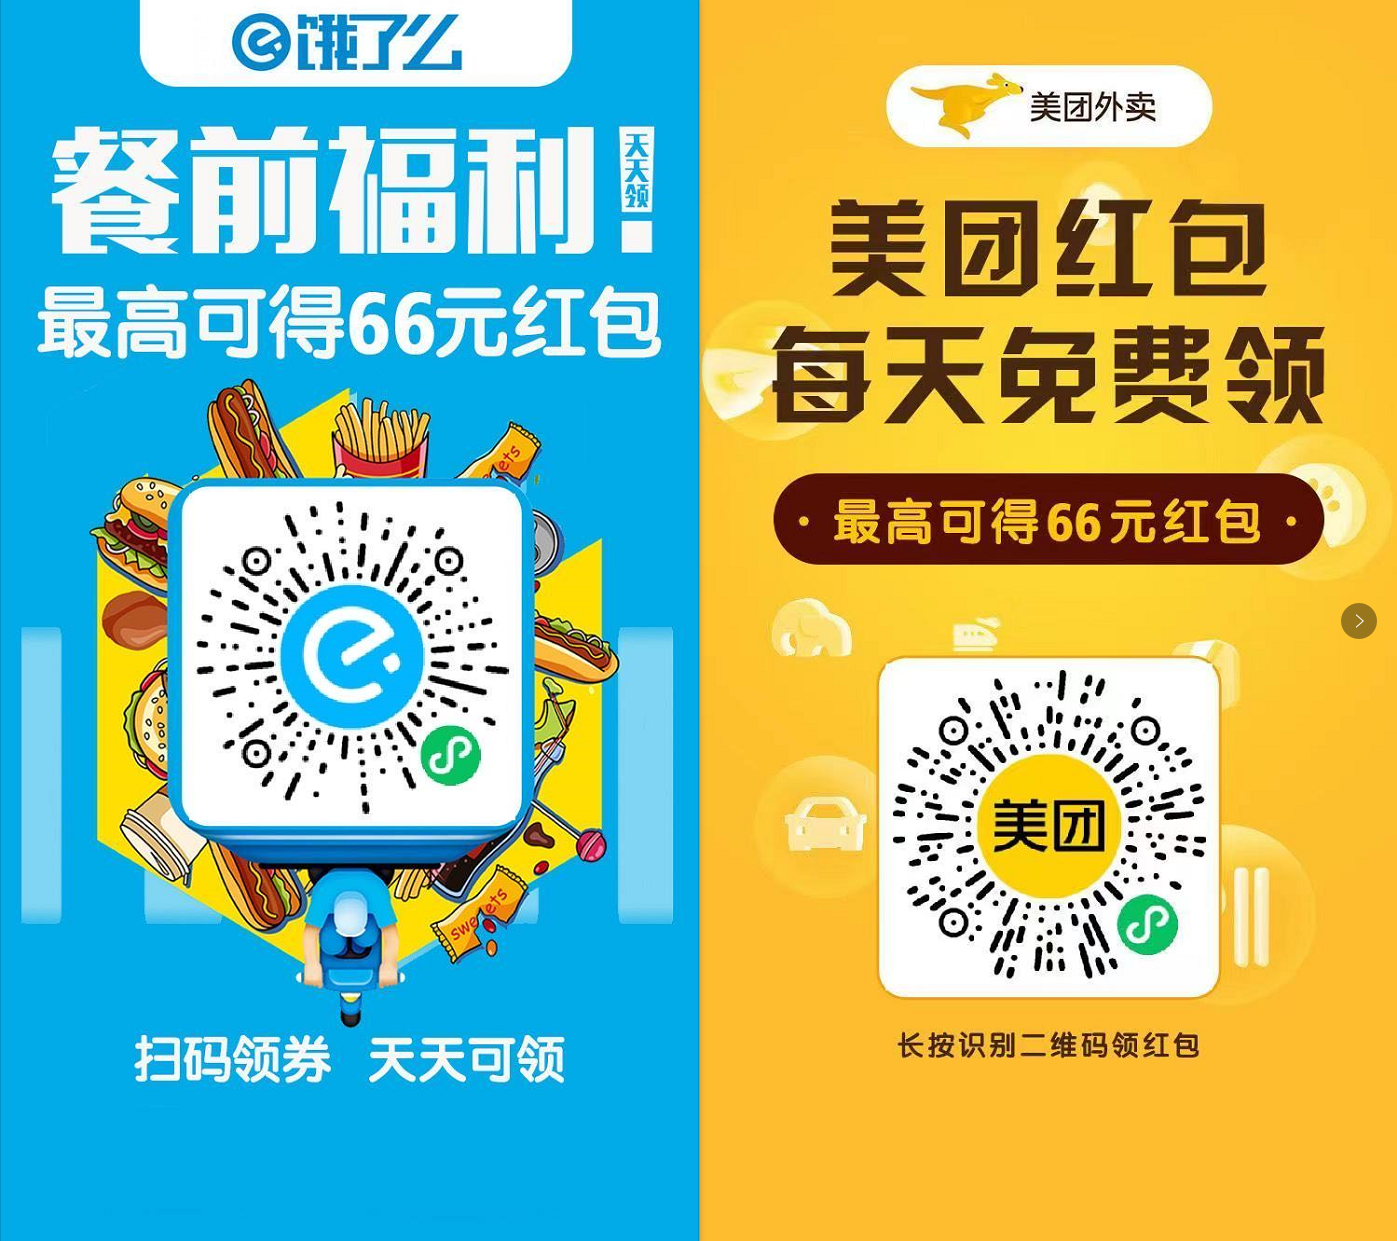 饿了么
餐前福利!
天天领
最高可得66元红包
sweets
扫码领券 天天可领
美团外卖
美团红包
每天免费领
·最高可得66元红包·
美团
长按识别二维码领红包